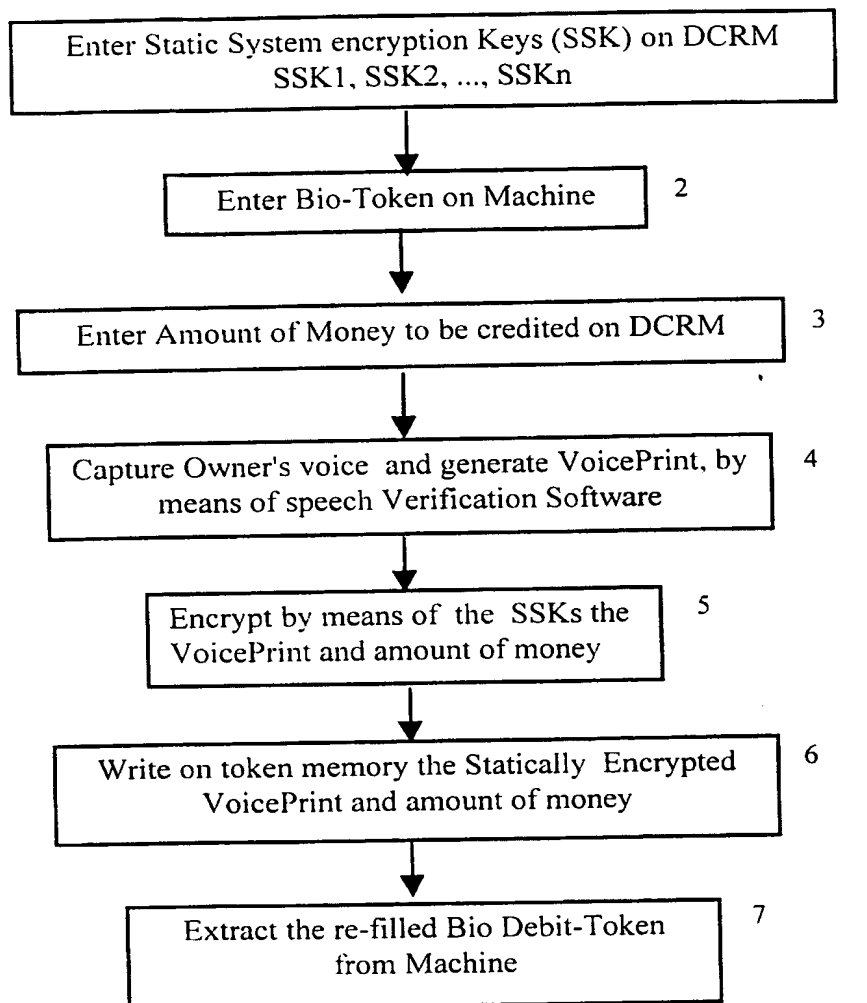 Enter Static System encryption Keys (SSK) on DCRM
SSK1, SSK2, ..., SSKn
Enter Bio-Token on Machine
2
Enter Amount of Money to be credited on DCRM
3
Capture Owner's voice and generate VoicePrint, by
means of speech Verification Software
4
Encrypt by means of the SSKs the
VoicePrint and amount of money
5
Write on token memory the Statically Encrypted
VoicePrint and amount of money
6
Extract the re-filled Bio Debit-Token
from Machine
7